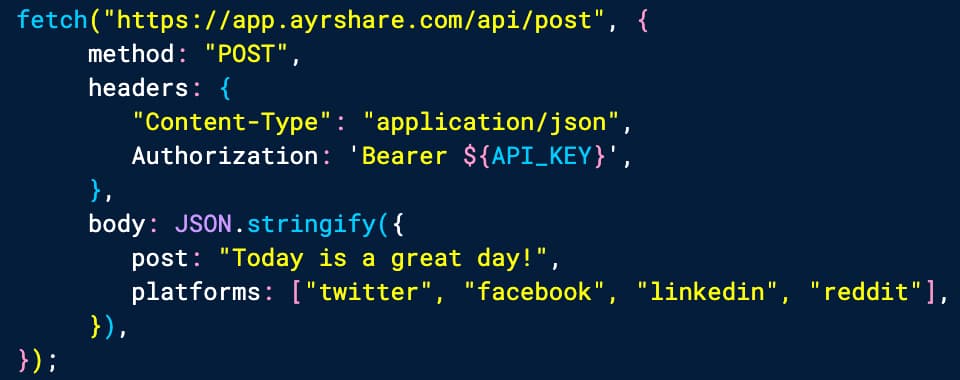 fetch("https://app.ayrshare.com/api/post", {
method: "POST",
headers: {
"Content-Type": "application/json",
Authorization: 'Bearer ${API_KEY}',
},
body: JSON.stringify({
post: "Today is a great day!",
platforms: ["twitter", "facebook", "linkedin", "reddit"],
}),
});